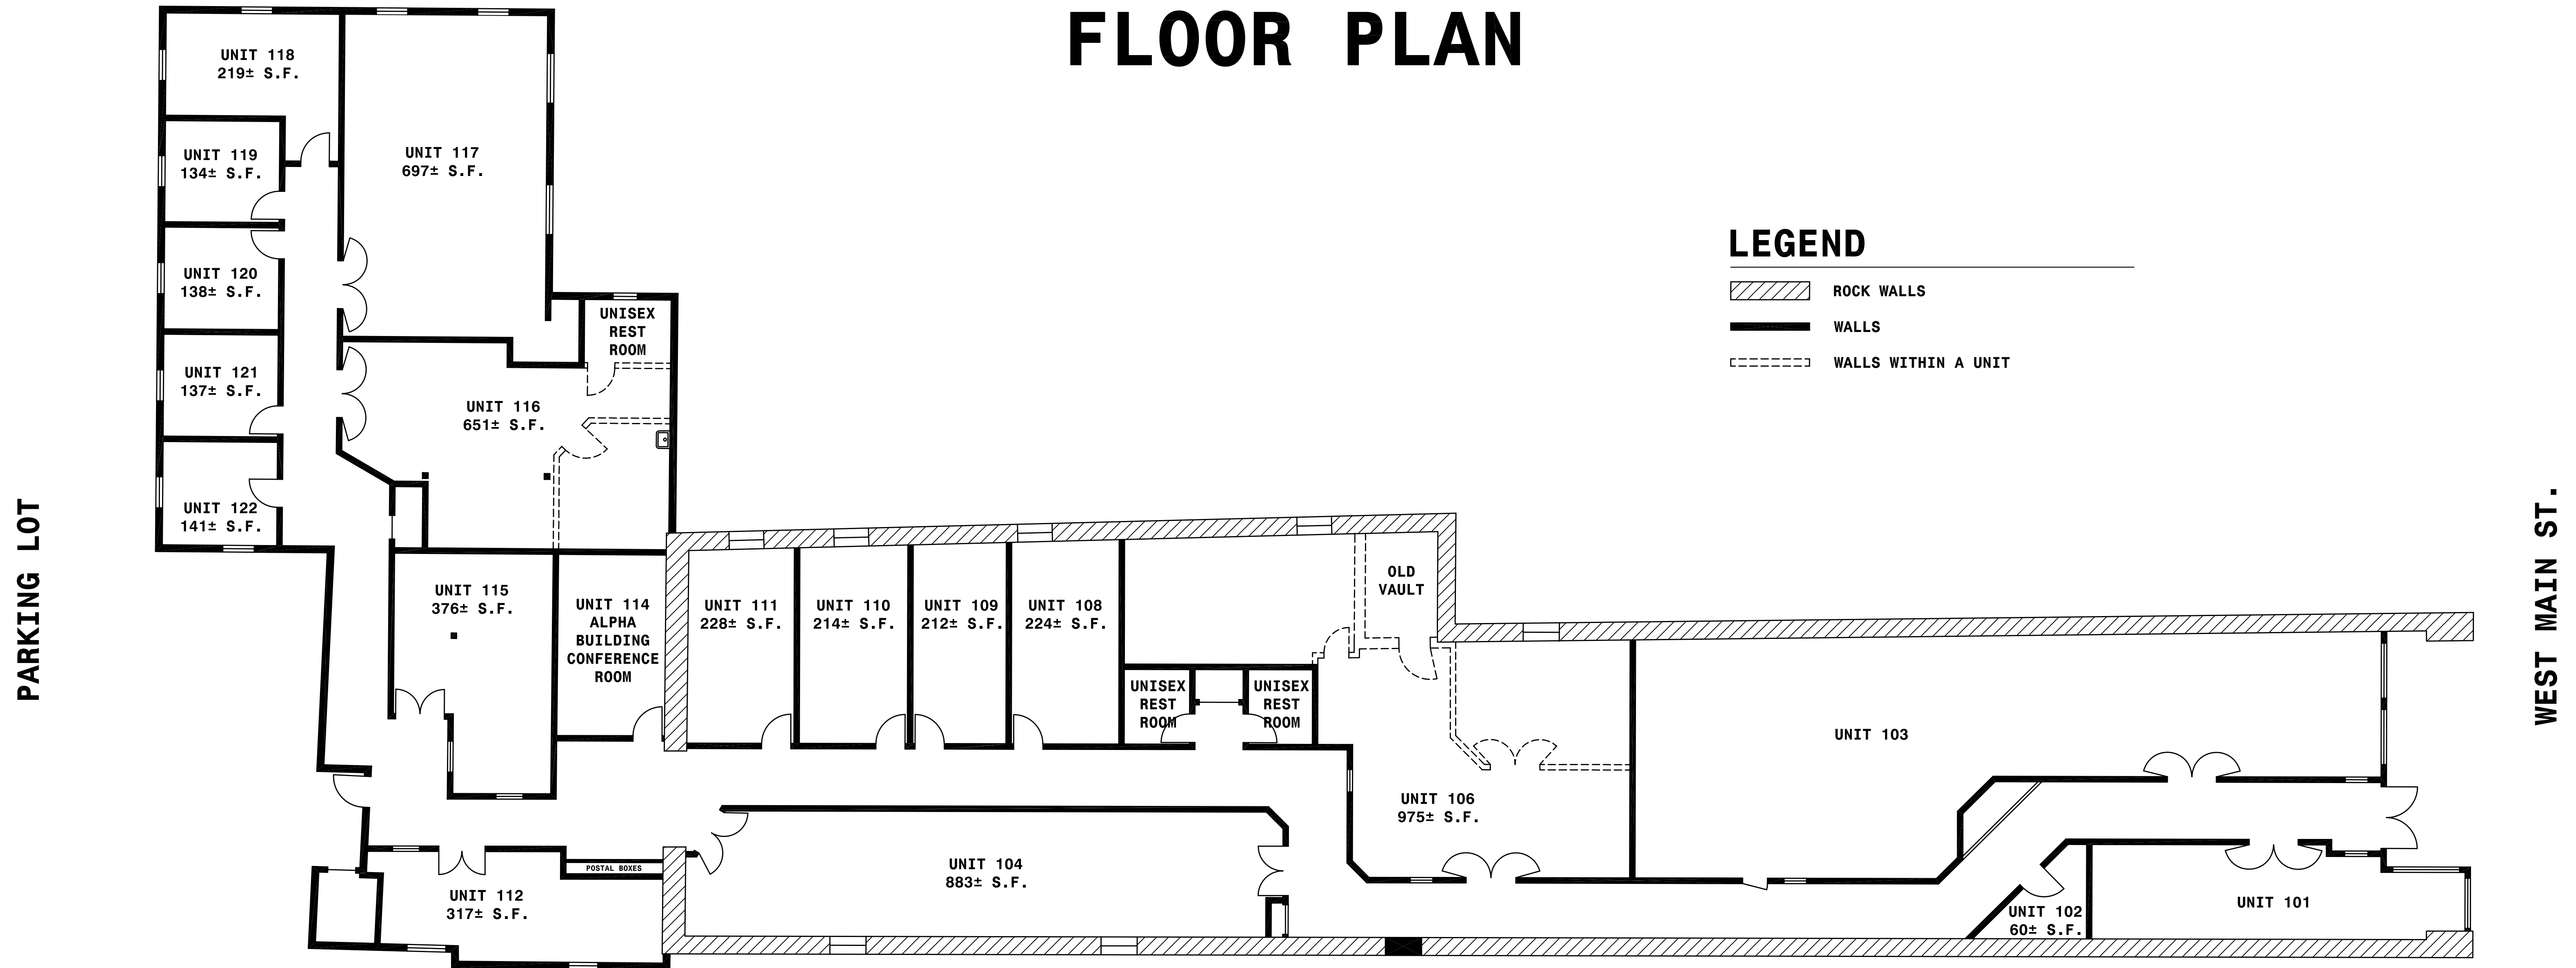 FLOOR PLAN
UNIT 118
219± S.F.
UNIT 119
134± S.F.
UNIT 117
697± S.F.
UNIT 120
138± S.F.
UNISEX
REST
ROOM
UNIT 121
137± S.F.
UNIT 116
651± S.F.
UNIT 122
141± S.F.
LEGEND
ROCK WALLS
WALLS
WALLS WITHIN A UNIT
PARKING LOT
WEST MAIN ST.
UNIT 115
376± S.F.
UNIT 114
ALPHA
BUILDING
CONFERENCE
ROOM
UNIT 111
228± S.F.
UNIT 110
214± S.F.
UNIT 109
212± S.F.
UNIT 108
224± S.F.
OLD
VAULT
UNISEX
REST
ROOM
UNISEX
REST
ROOM
UNIT 103
UNIT 106
975± S.F.
UNIT 104
883± S.F.
POSTAL BOXES
UNIT 112
317± S.F.
UNIT 102
60± S.F.
UNIT 101